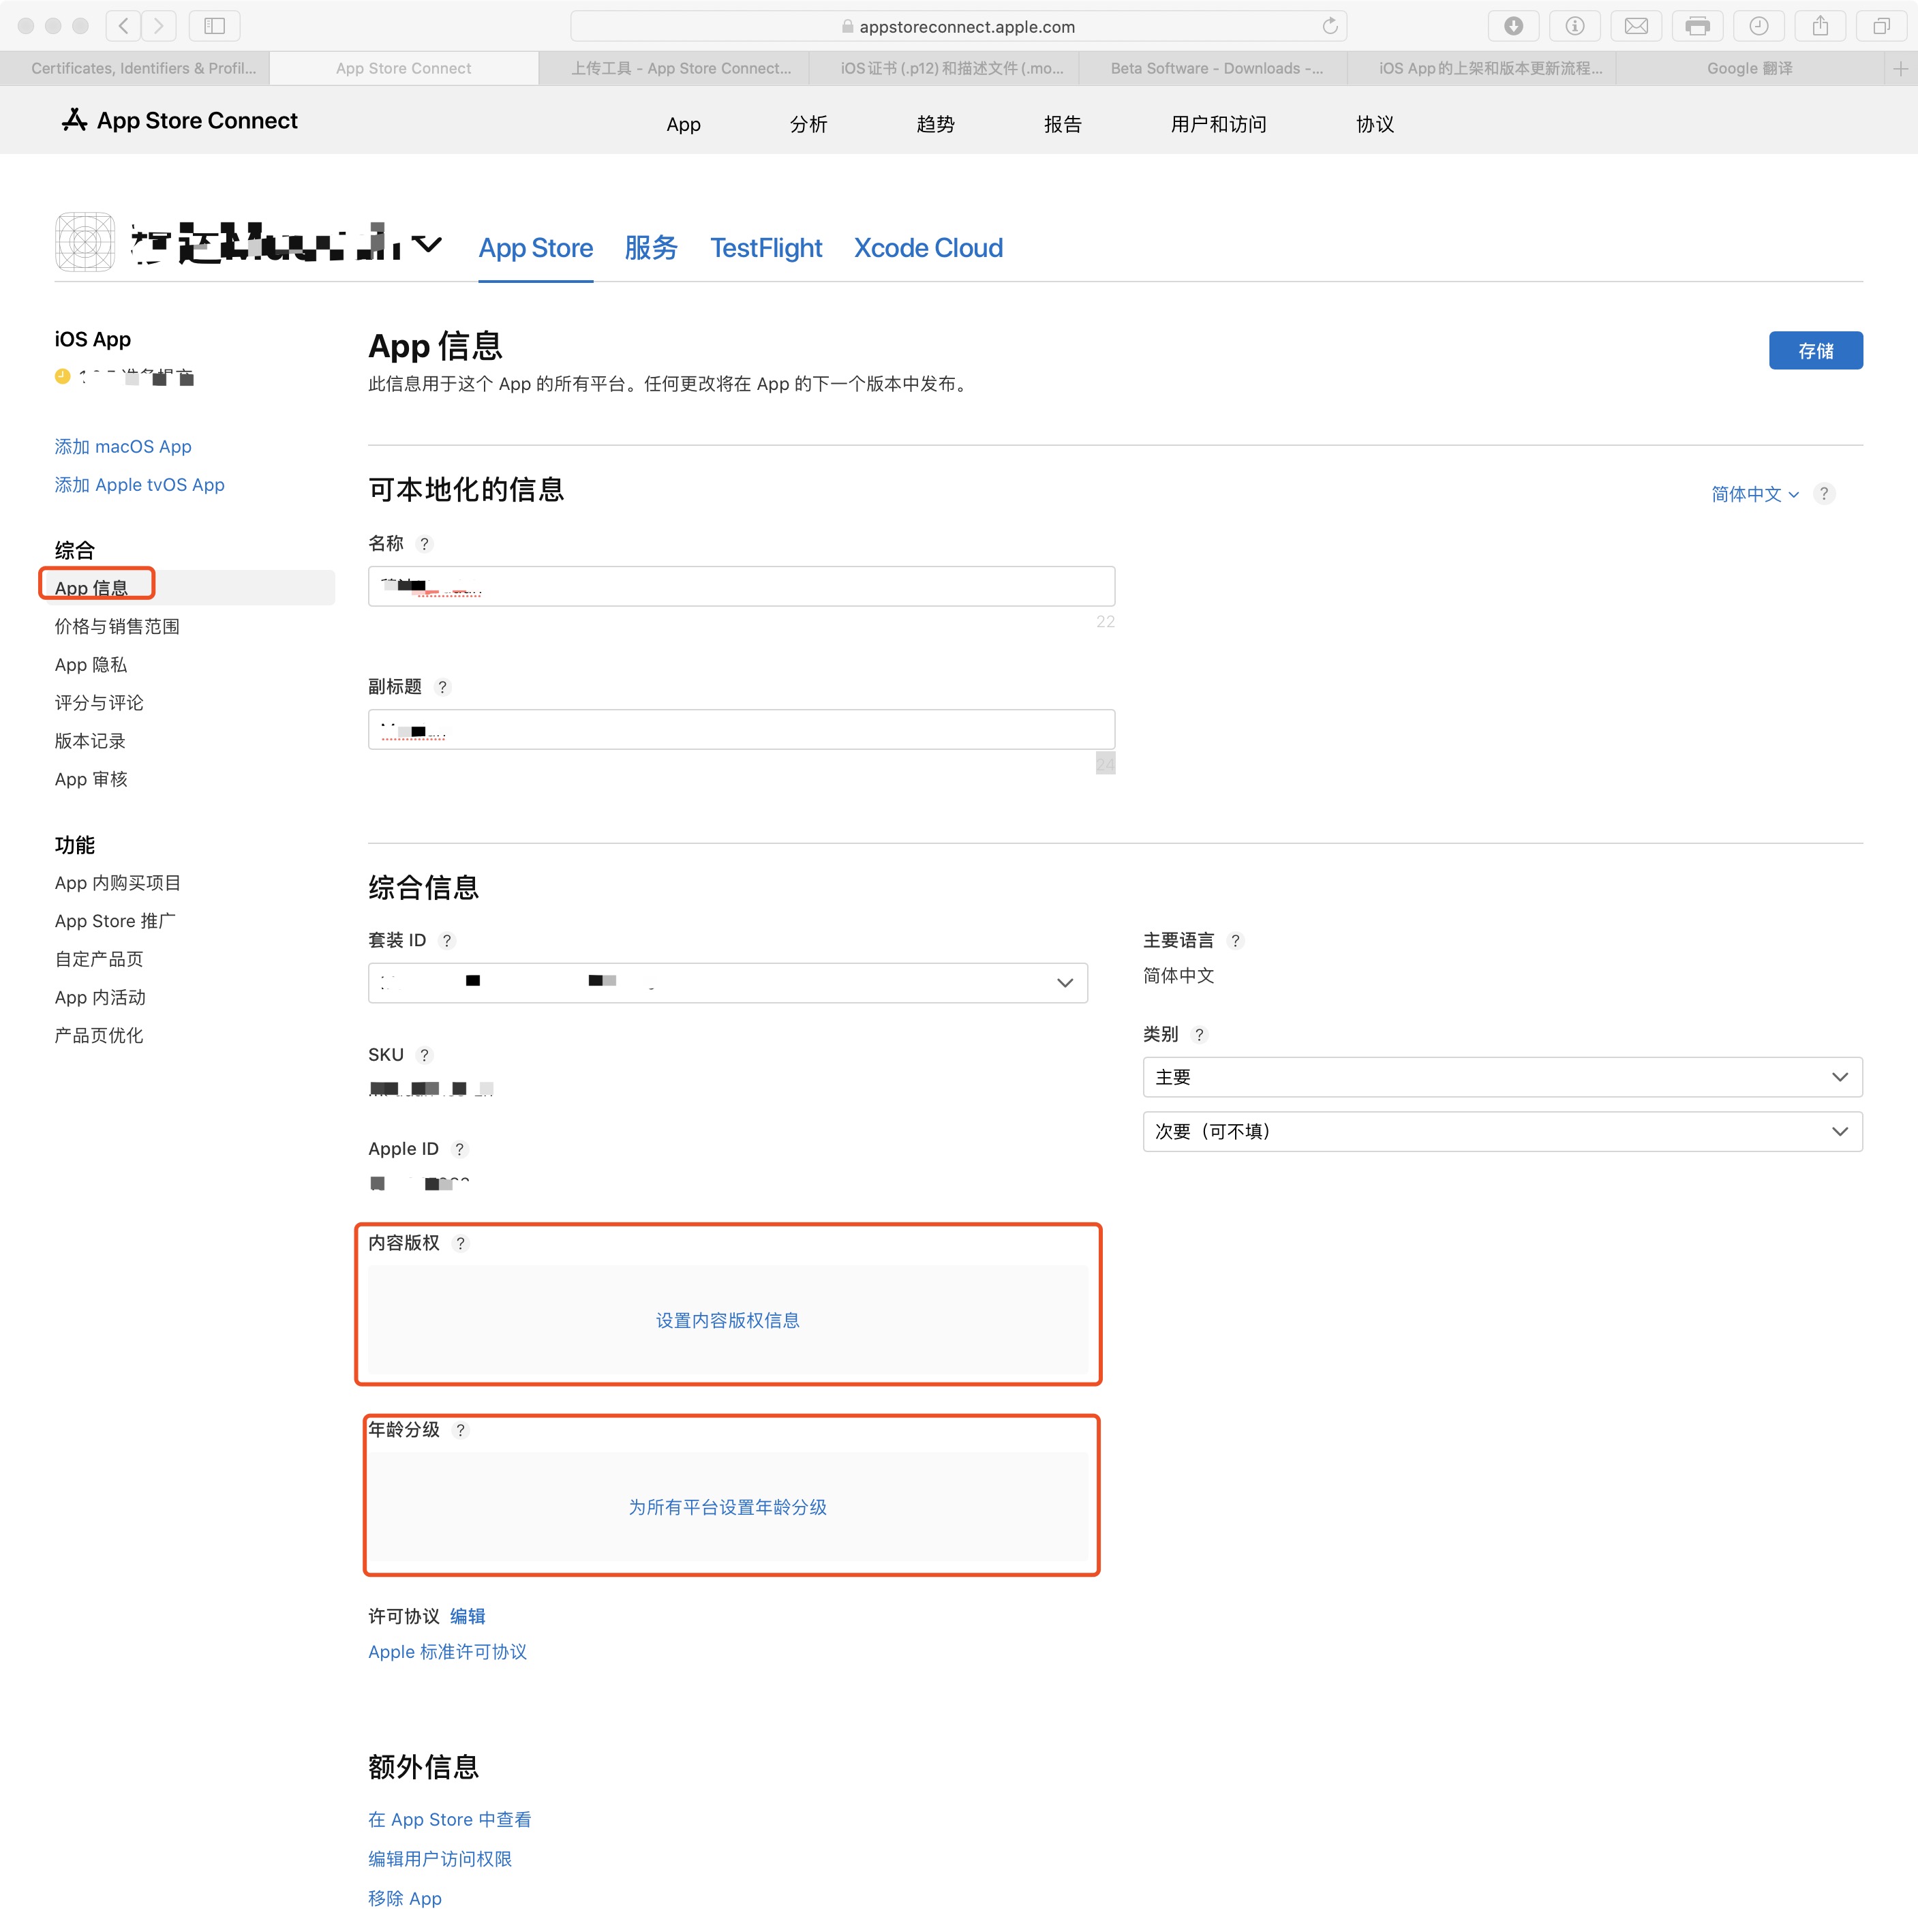 appstoreconnect.apple.com
Certificates, Identifiers & Profil...
App Store Connect
上传工具 - App Store Connect...
iOS证书(.p12)和描述文件(.mo...
Beta Software - Downloads -...
iOS App的上架和版本更新流程...
Google 翻译
App Store Connect
App
分析
趋势
报告
用户和访问
协议
App Store
服务
TestFlight
Xcode Cloud
iOS App
添加 macOS App
添加 Apple tvOS App
综合
App 信息
价格与销售范围
App 隐私
评分与评论
版本记录
App 审核
功能
App 内购买项目
App Store 推广
自定产品页
App 内活动
产品页优化
App 信息
存储
此信息用于这个 App 的所有平台。任何更改将在 App 的下一个版本中发布。
可本地化的信息
简体中文 ?
名称 ?
22
副标题 ?
24
综合信息
套装 ID ?
SKU ?
Apple ID ?
主要语言 ?
简体中文
类别 ?
主要
次要（可不填）
内容版权 ?
设置内容版权信息
年龄分级 ?
为所有平台设置年龄分级
许可协议 编辑
Apple 标准许可协议
额外信息
在 App Store 中查看
编辑用户访问权限
移除 App